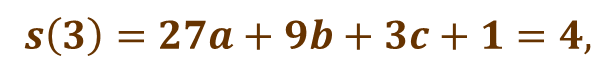 s(3) = 27a + 9b + 3c + 1 = 4,